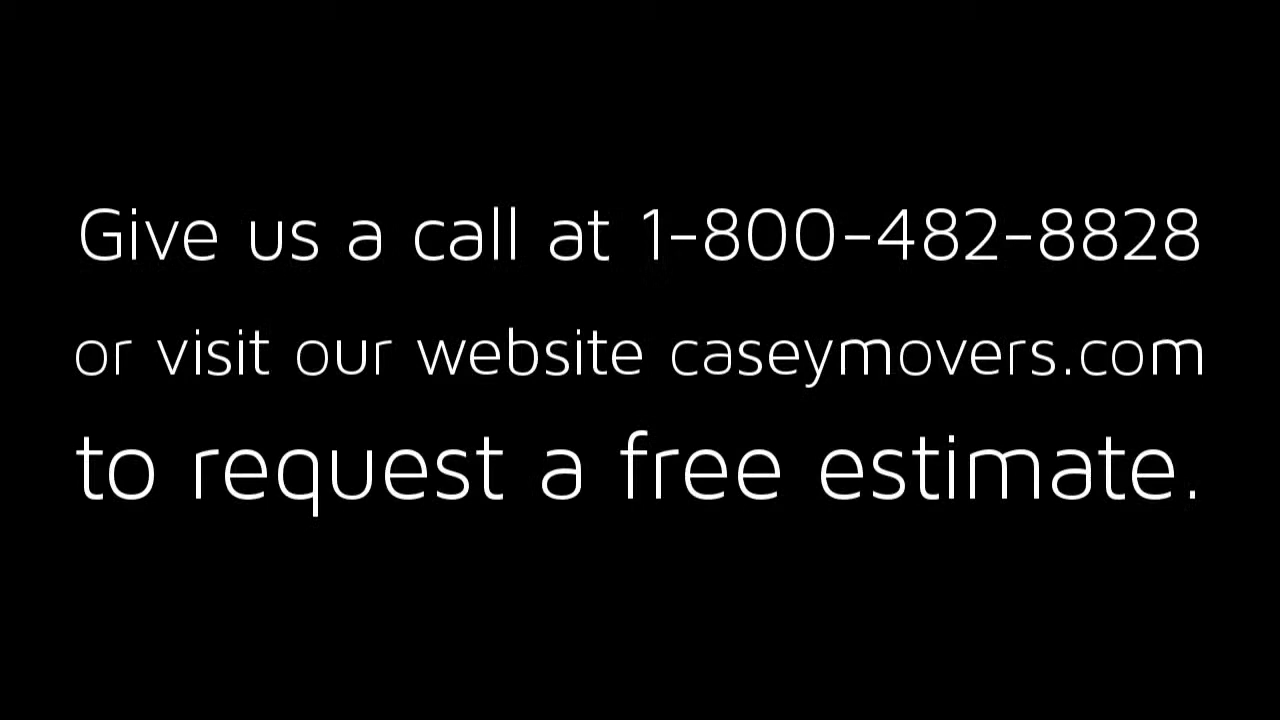 Give us a call at 1-800-482-8828
or visit our website caseymovers.com
to request a free estimate.